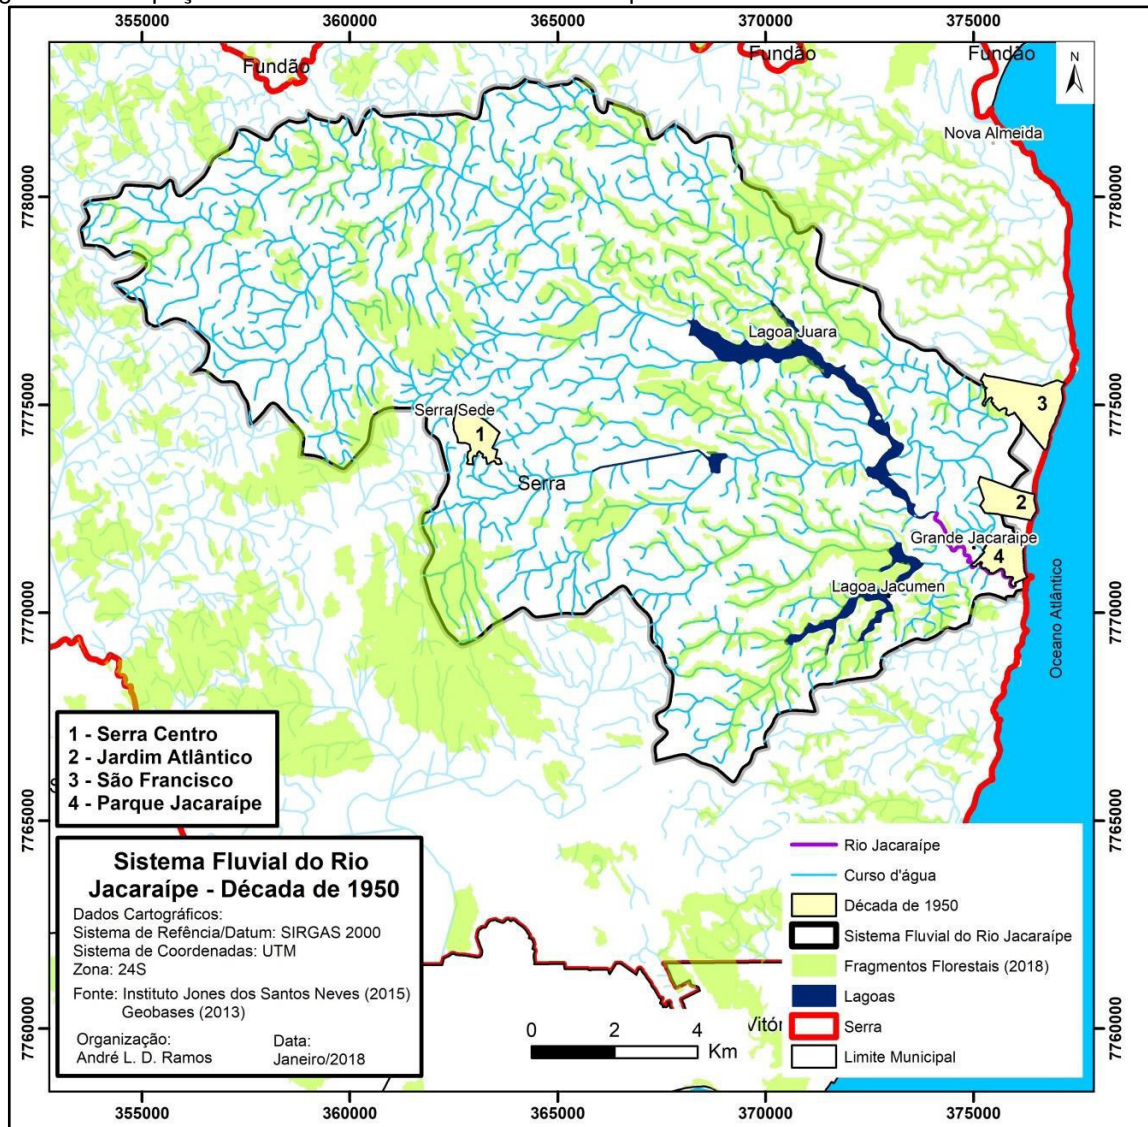 355000 360000 365000 370000 375000
Fundão Fundão Fundão
N
Nova Almeida
7780000 7780000
Lagoa Juara
7775000 7775000
Serra Sede
3
1
Serra
2
Grande Jacaraipe
4
Lagoa Jacumen
7770000 7770000
Oceano Atlântico
1 - Serra Centro
2 - Jardim Atlântico
3 - São Francisco
4 - Parque Jacaraípe
7765000 7765000
Sistema Fluvial do Rio
Jacaraípe - Década de 1950
Dados Cartográficos:
Sistema de Refência/Datum: SIRGAS 2000
Sistema de Coordenadas: UTM
Zona: 24S
Fonte: Instituto Jones dos Santos Neves (2015)
Geobases (2013)
Organização: Data:
André L. D. Ramos Janeiro/2018
Rio Jacaraípe
Curso d'água
Década de 1950
Sistema Fluvial do Rio Jacaraípe
Fragmentos Florestais (2018)
Lagoas
Serra
Limite Municipal
0 2 4
Km
7760000 7760000
355000 360000 365000 370000 375000